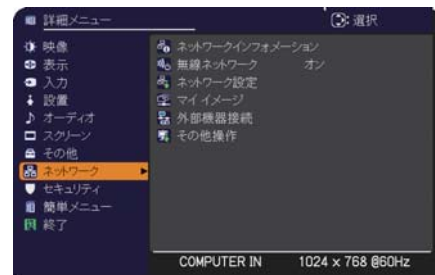 詳細メニュー
:選択
映像
表示
入力
設置
オーディオ
スクリーン
その他
ネットワーク
セキュリティ
簡単メニュー
終了
ネットワークインフォメーション
無線ネットワーク オン
ネットワーク設定
マイ イメージ
外部機器接続
その他操作
COMPUTER IN 1024 x 768 @60Hz